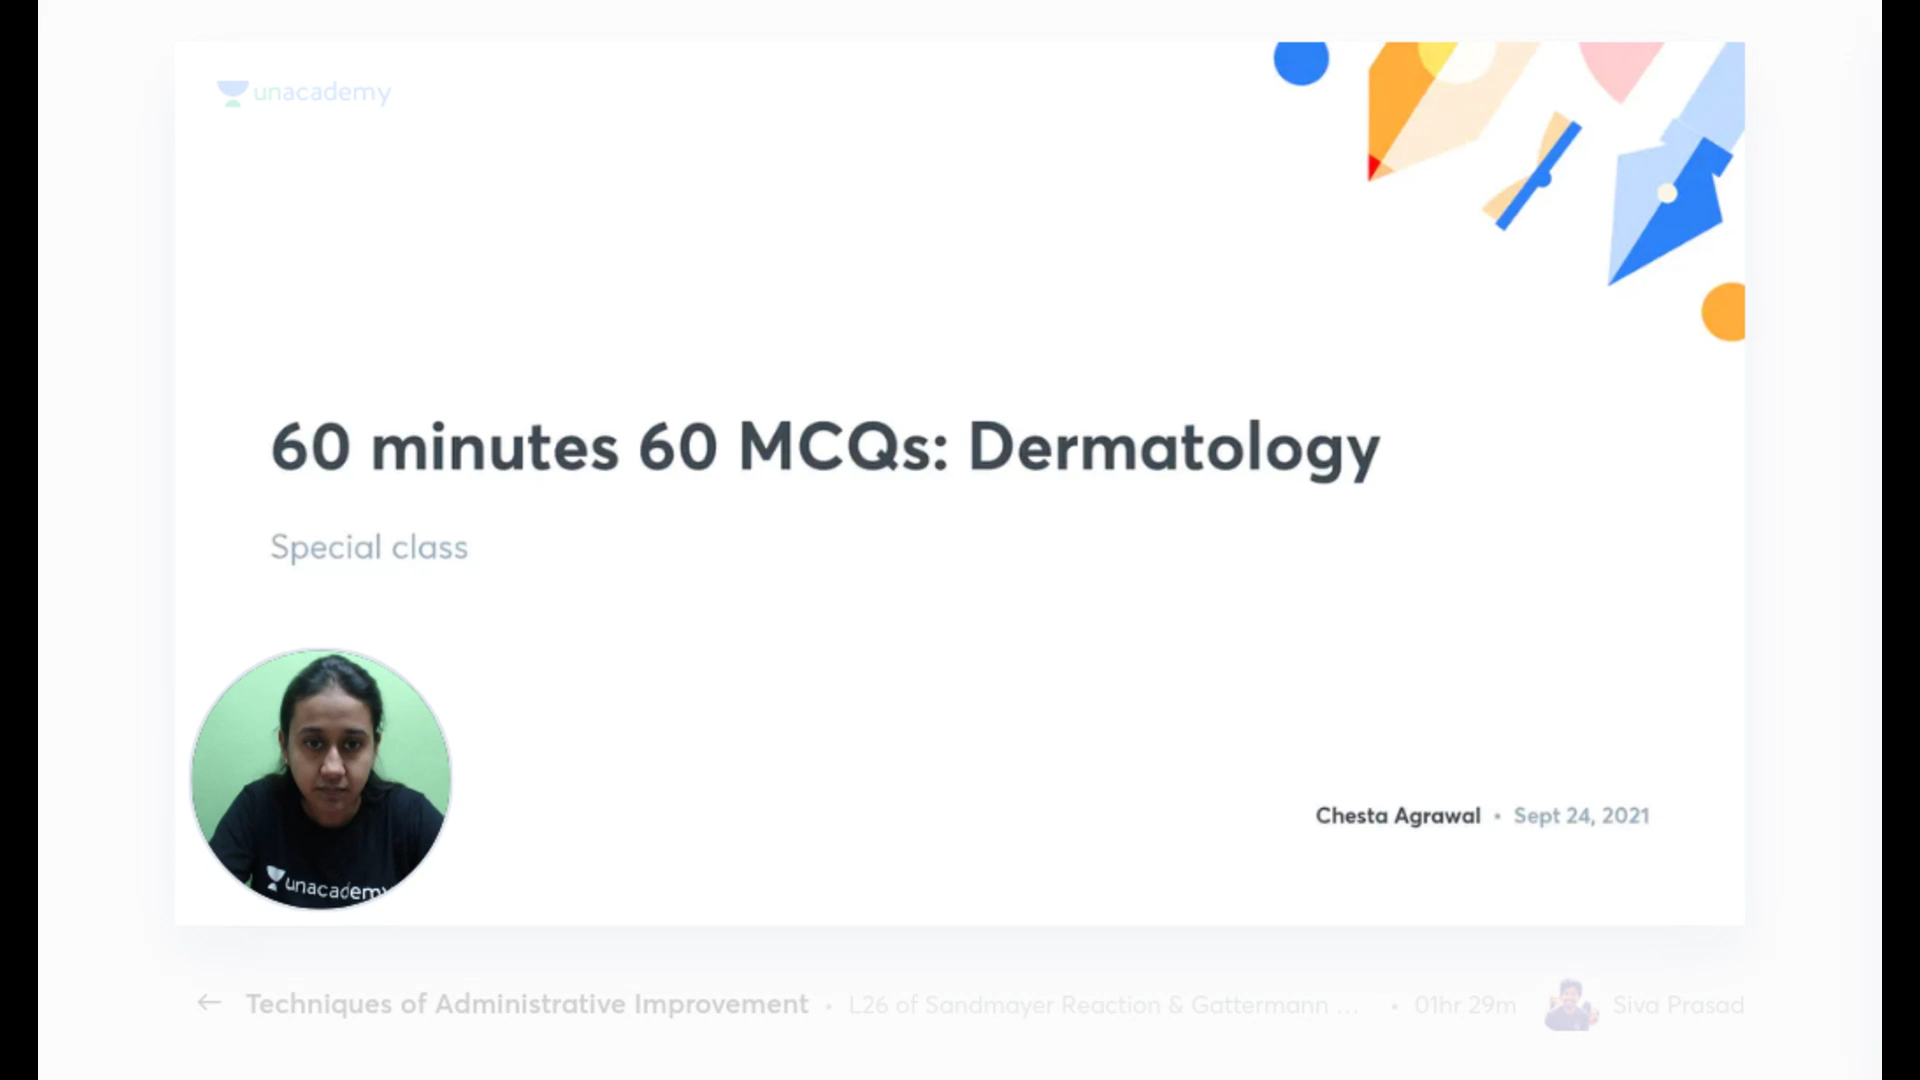 unacademy
60 minutes 60 MCQs: Dermatology
Special class
unacademy
Chesta Agrawal • Sept 24, 2021
← Techniques of Administrative Improvement • L26 of Sandmayer Reaction & Gattermann ... • 01hr 29m Siva Prasad